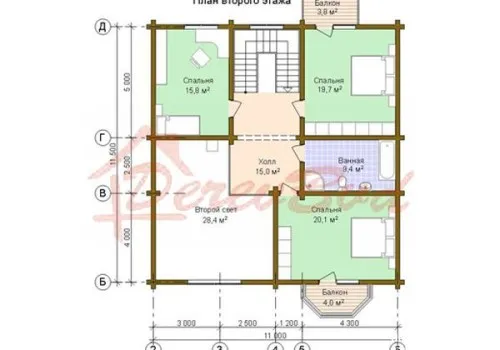 План второго этажа
Балкон
3,8 м²
Д
Спальня
15,8 м²
Спальня
19,7 м²
5 000
Г
11 500
2 500
Холл
15,0 м²
Ванная
9,4 м²
DerevDod
В
Второй свет
28,4 м²
Спальня
20,1 м²
4 000
Б
Балкон
4,0 м²
3 000
2 500
1 200
4 300
11 000
2
3
4
5
6